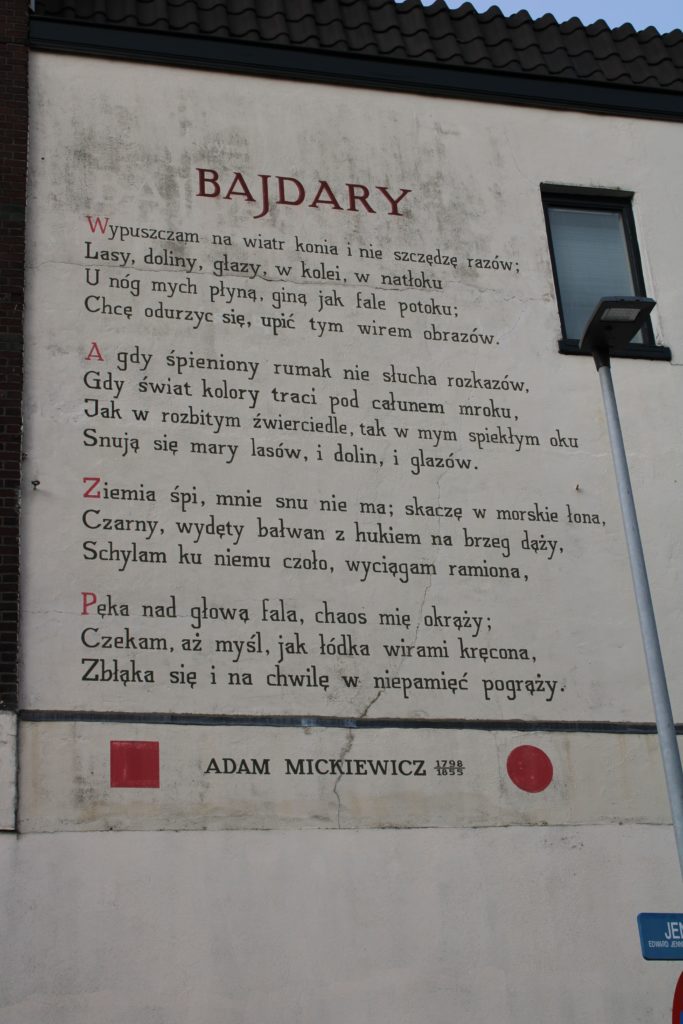 BAJDARY
Wypuszczam na wiatr konia i nie szczędzę razów;
Lasy, doliny, głazy, w kolei, w natłoku
U nóg mych płyną, giną jak fale potoku;
Chcę odurzyc się, upić tym wirem obrazów.
A gdy śpieniony rumak nie słucha rozkazów,
Gdy świat kolory traci pod całunem mroku,
Jak w rozbitym źwierciedle, tak w mym spiekłym oku
Snują się mary lasów, i dolin, i głazów.
Ziemia śpi, mnie snu nie ma; skaczę w morskie łona,
Czarny, wydęty bałwan z hukiem na brzeg dąży,
Schylam ku niemu czoło, wyciągam ramiona,
Pęka nad głową fala, chaos mię okrąży;
Czekam, aż myśl, jak łódka wirami kręcona,
Zbłąka się i na chwilę w niepamięć pogrąży.
ADAM MICKIEWICZ 1798 1855
JEN
EDWARD JENN